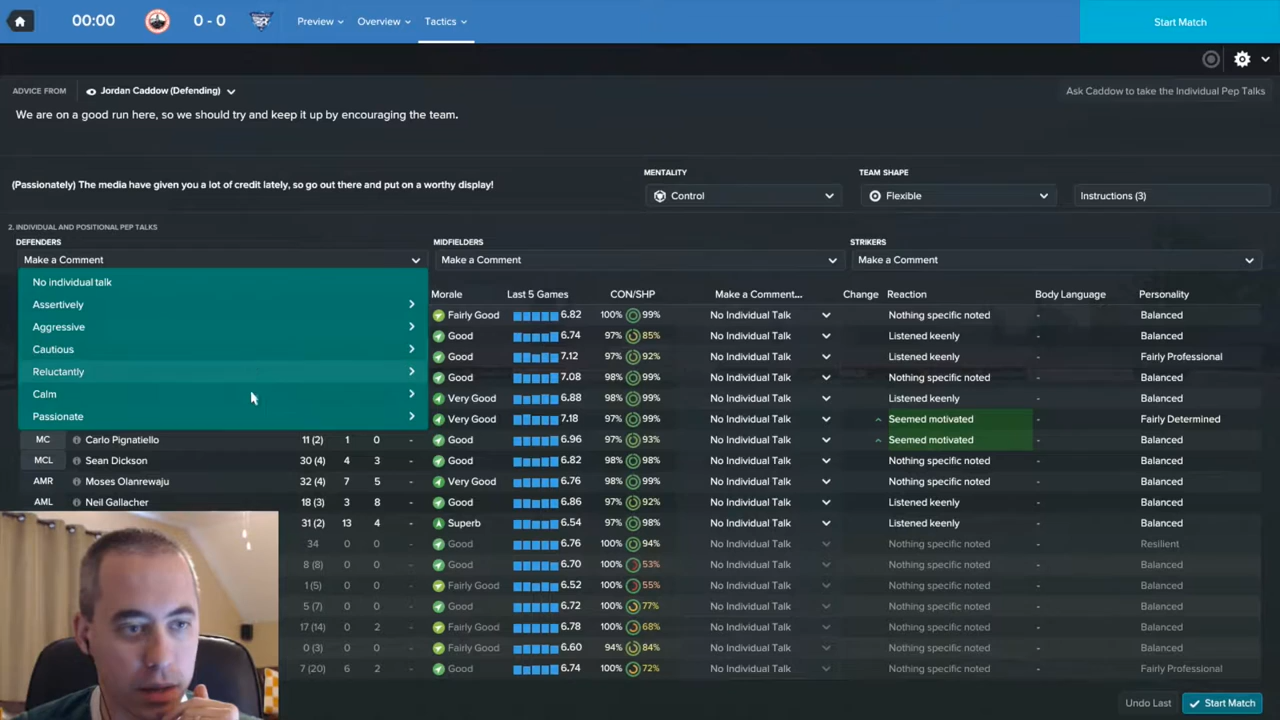 00:00 0 - 0 Preview Overview Tactics Start Match
ADVICE FROM Jordan Caddow (Defending) Ask Caddow to take the Individual Pep Talks
We are on a good run here, so we should try and keep it up by encouraging the team.
MENTALITY TEAM SHAPE
(Passionately) The media have given you a lot of credit lately, so go out there and put on a worthy display! Control Flexible Instructions (3)
2. INDIVIDUAL AND POSITIONAL PEP TALKS
DEFENDERS MIDFIELDERS STRIKERS
Make a Comment Make a Comment Make a Comment
No individual talk
Assertively
Aggressive
Cautious
Reluctantly
Calm
Passionate
Morale Last 5 Games CON/SHP Make a Comment... Change Reaction Body Language Personality
Fairly Good 6.82 100% 99% No Individual Talk Nothing specific noted - Balanced
Good 6.74 97% 85% No Individual Talk Listened keenly - Balanced
Good 7.12 97% 92% No Individual Talk Listened keenly - Fairly Professional
Good 7.08 98% 99% No Individual Talk Nothing specific noted - Balanced
Very Good 6.88 98% 99% No Individual Talk Listened keenly - Balanced
Very Good 7.18 97% 99% No Individual Talk Seemed motivated - Fairly Determined
MC Carlo Pignatiello 11 (2) 1 0 - Good 6.96 97% 93% No Individual Talk Seemed motivated - Balanced
MCL Sean Dickson 30 (4) 4 3 - Good 6.82 98% 98% No Individual Talk Nothing specific noted - Balanced
AMR Moses Olanrewaju 32 (4) 7 5 - Very Good 6.76 98% 99% No Individual Talk Nothing specific noted - Balanced
AML Neil Gallacher 18 (3) 3 8 - Good 6.86 97% 92% No Individual Talk Listened keenly - Balanced
31 (2) 13 4 - Superb 6.54 97% 98% No Individual Talk Listened keenly - Balanced
34 0 0 - Good 6.76 100% 94% No Individual Talk Nothing specific noted - Resilient
8 (8) 0 0 - Good 6.70 100% 53% No Individual Talk Nothing specific noted - Balanced
1 (5) 0 0 - Fairly Good 6.52 100% 55% No Individual Talk Nothing specific noted - Balanced
5 (7) 0 0 - Good 6.72 100% 77% No Individual Talk Nothing specific noted - Balanced
17 (14) 0 2 - Fairly Good 6.78 100% 68% No Individual Talk Nothing specific noted - Balanced
0 (3) 0 0 - Fairly Good 6.60 94% 84% No Individual Talk Nothing specific noted - Balanced
7 (20) 6 2 - Good 6.74 100% 72% No Individual Talk Nothing specific noted - Fairly Professional
Undo Last Start Match